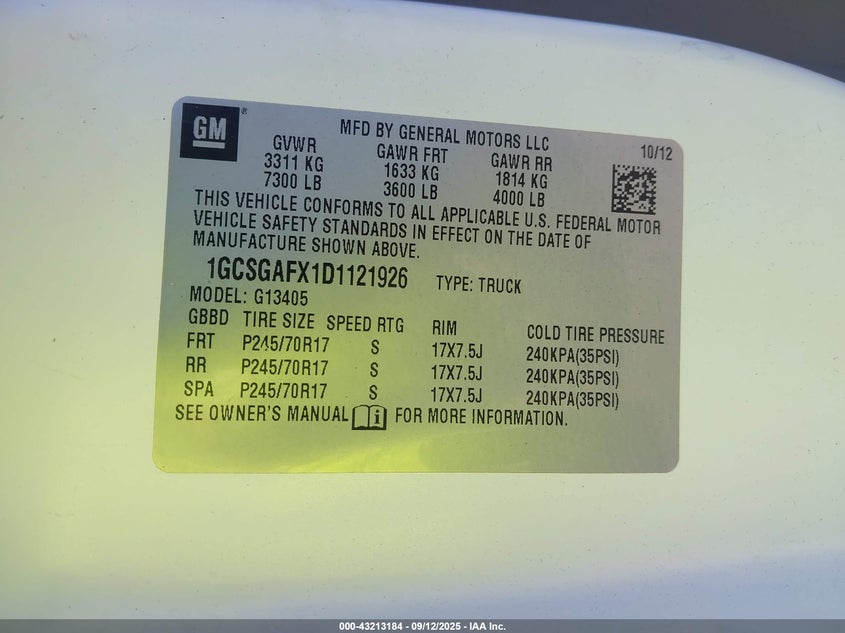 GM®
MFD BY GENERAL MOTORS LLC
10/12
GVWR GAWR FRT GAWR RR
3311 KG 1633 KG 1814 KG
7300 LB 3600 LB 4000 LB
THIS VEHICLE CONFORMS TO ALL APPLICABLE U.S. FEDERAL MOTOR
VEHICLE SAFETY STANDARDS IN EFFECT ON THE DATE OF
MANUFACTURE SHOWN ABOVE.
1GCSGAFX1D1121926 TYPE: TRUCK
MODEL: G13405
GBBD TIRE SIZE SPEED RTG RIM COLD TIRE PRESSURE
FRT P245/70R17 S 17X7.5J 240KPA(35PSI)
RR P245/70R17 S 17X7.5J 240KPA(35PSI)
SPA P245/70R17 S 17X7.5J 240KPA(35PSI)
SEE OWNER'S MANUAL i FOR MORE INFORMATION.
000-43213184 - 09/12/2025 - IAA Inc.